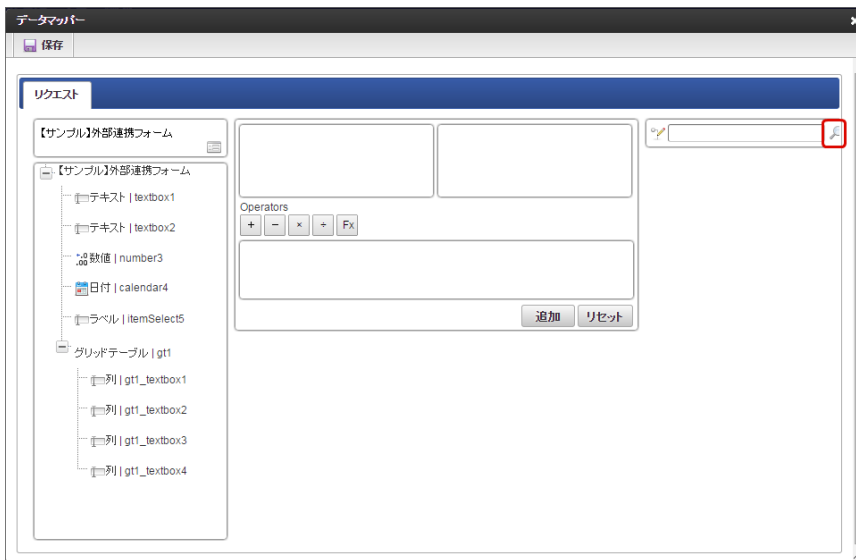 データマッパー
保存
リクエスト
【サンプル】外部連携フォーム
【サンプル】外部連携フォーム
テキスト | textbox1
テキスト | textbox2
数値 | number3
日付 | calendar4
ラベル | itemSelect5
グリッドテーブル | gt1
列 | gt1_textbox1
列 | gt1_textbox2
列 | gt1_textbox3
列 | gt1_textbox4
Operators
+ − × ÷ Fx
追加 リセット